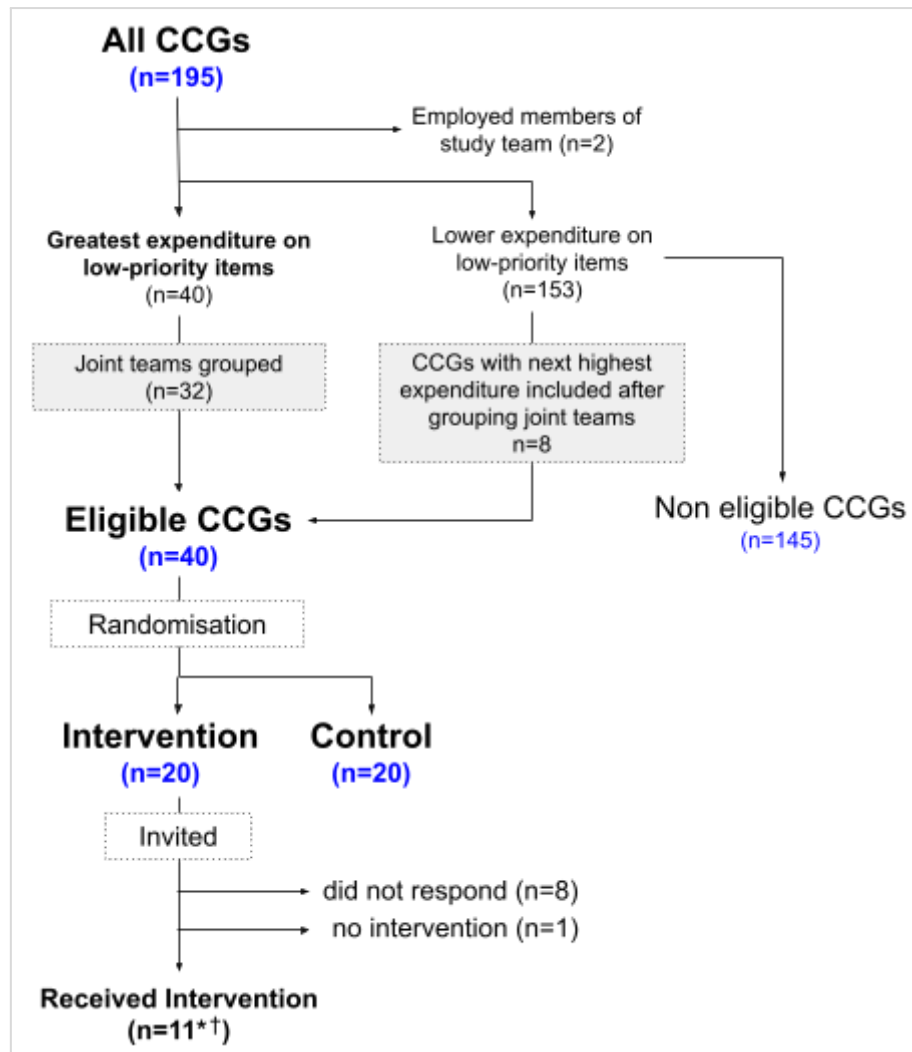 All CCGs
(n=195)
Employed members of
study team (n=2)
Greatest expenditure on
low-priority items
(n=40)
Lower expenditure on
low-priority items
(n=153)
Joint teams grouped
(n=32)
CCGs with next highest
expenditure included after
grouping joint teams
n=8
Eligible CCGs
(n=40)
Non eligible CCGs
(n=145)
Randomisation
Intervention
(n=20)
Control
(n=20)
Invited
did not respond (n=8)
no intervention (n=1)
Received Intervention
(n=11*†)